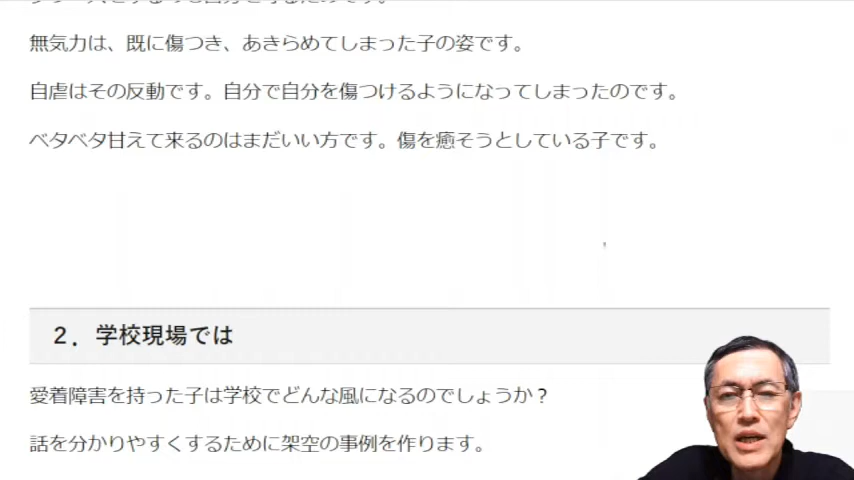 無気力は、既に傷つき、あきらめてしまった子の姿です。
自虐はその反動です。自分で自分を傷つけるようになってしまったのです。
ベタベタ甘えて来るのはまだいい方です。傷を癒そうとしている子です。
２．学校現場では
愛着障害を持った子は学校でどんな風になるのでしょうか？
話を分かりやすくするために架空の事例を作ります。